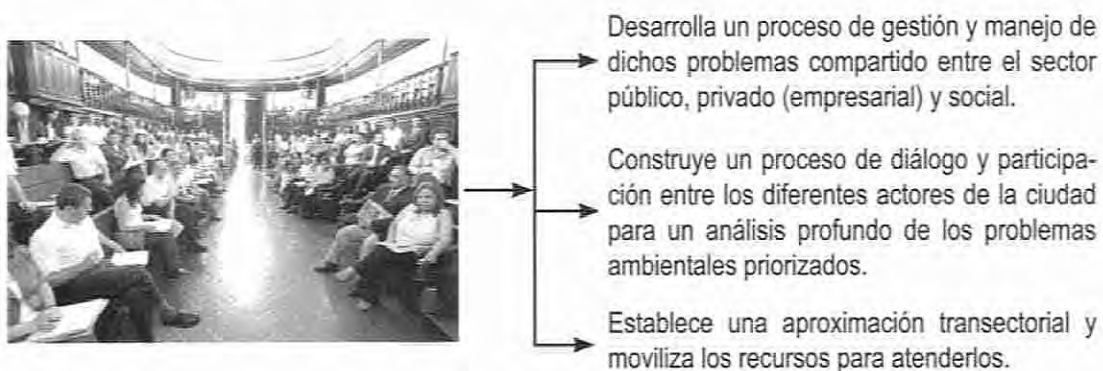 Desarrolla un proceso de gestión y manejo de
dichos problemas compartido entre el sector
público, privado (empresarial) y social.
Construye un proceso de diálogo y participa-
ción entre los diferentes actores de la ciudad
para un análisis profundo de los problemas
ambientales priorizados.
Establece una aproximación transectorial y
moviliza los recursos para atenderlos.